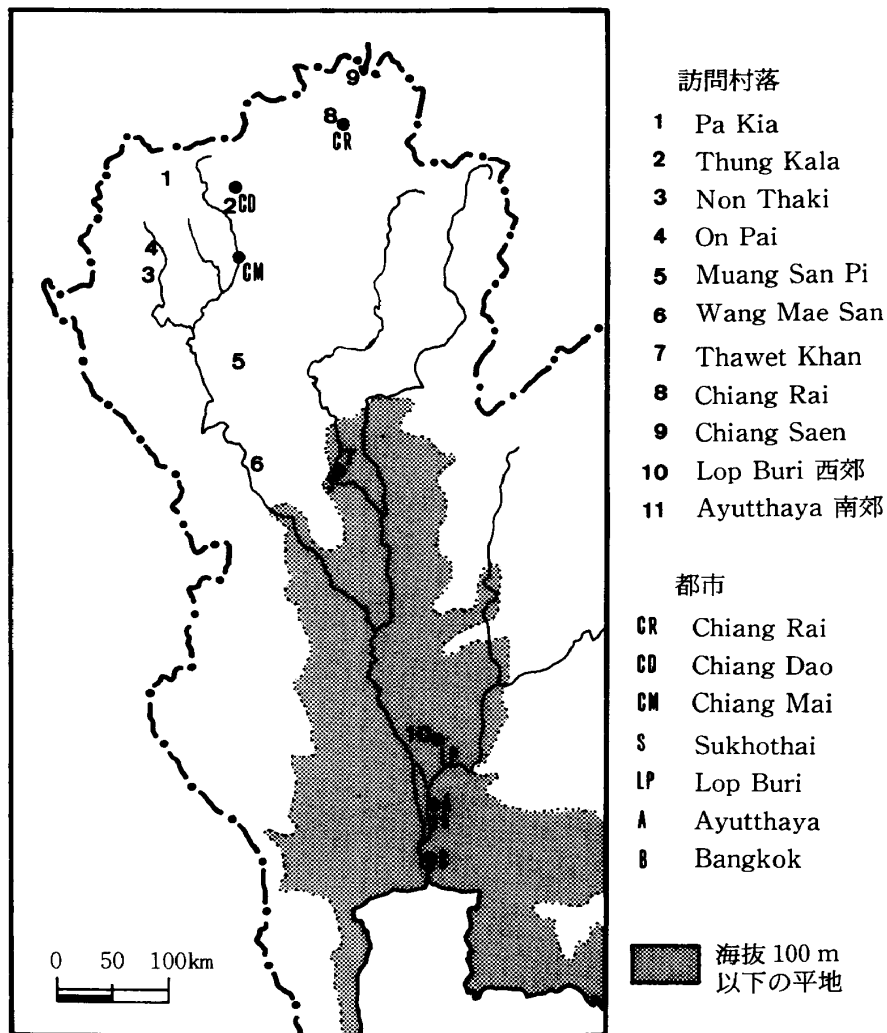 9
8
CR
1
2 CD
4
CM
3
5
7
6
10
0 50 100km
訪問村落
1 Pa Kia
2 Thung Kala
3 Non Thaki
4 On Pai
5 Muang San Pi
6 Wang Mae San
7 Thawet Khan
8 Chiang Rai
9 Chiang Saen
10 Lop Buri 西郊
11 Ayutthaya 南郊
都市
CR Chiang Rai
CD Chiang Dao
CM Chiang Mai
S Sukhothai
LP Lop Buri
A Ayutthaya
B Bangkok
海抜 100 m
以下の平地